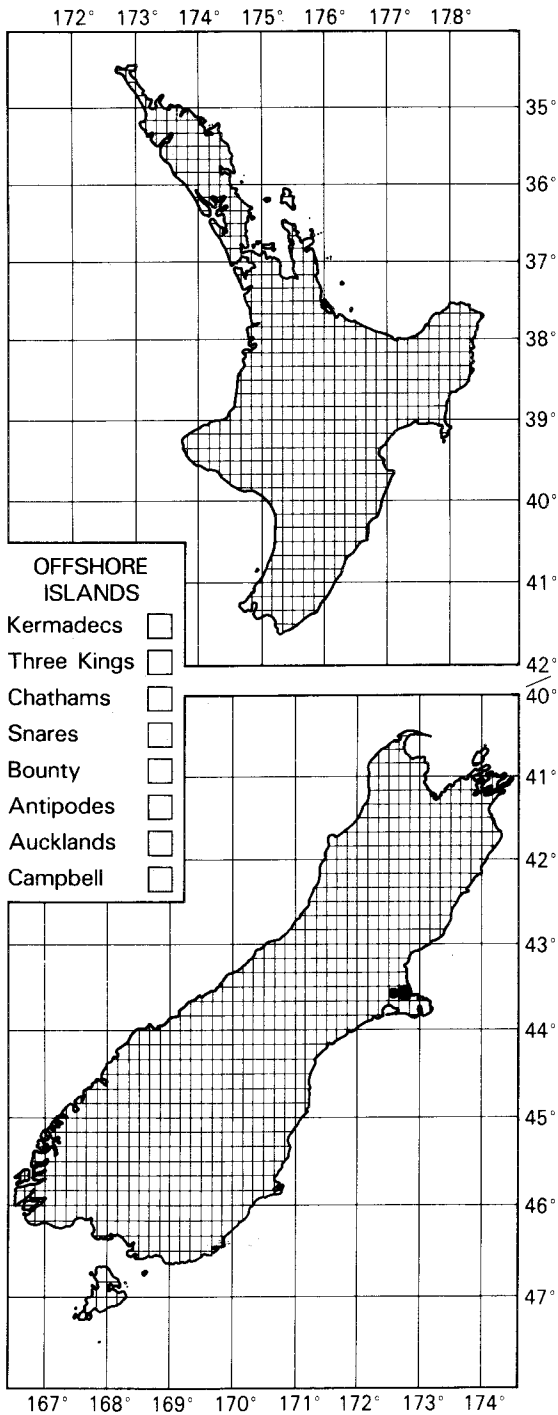 172° 173° 174° 175° 176° 177° 178°
35°
36°
37°
38°
39°
40°
41°
42°
OFFSHORE
ISLANDS
Kermadecs
Three Kings
Chathams
Snares
Bounty
Antipodes
Aucklands
Campbell
40°
41°
42°
43°
44°
45°
46°
47°
167° 168° 169° 170° 171° 172° 173° 174°